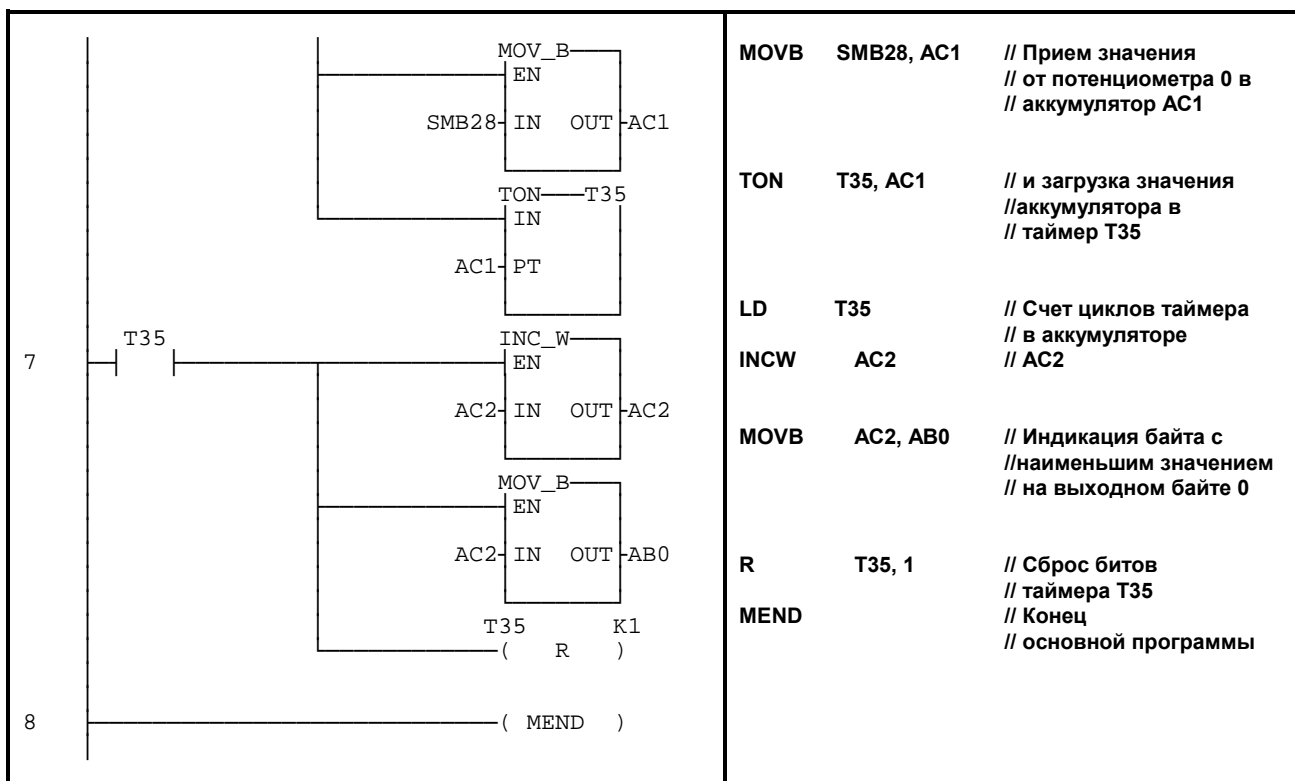 MOV_B
EN
SMB28 IN OUT AC1
TON T35
IN
AC1 PT
T35 INC_W
7 EN
AC2 IN OUT AC2
MOV_B
EN
AC2 IN OUT AB0
T35 K1
( R )
8 ( MEND )
MOVB SMB28, AC1 // Прием значения
// от потенциометра 0 в
// аккумулятор AC1
TON T35, AC1 // и загрузка значения
//аккумулятора в
// таймер T35
LD T35 // Счет циклов таймера
// в аккумуляторе
INCW AC2 // AC2
MOVB AC2, AB0 // Индикация байта с
//наименьшим значением
// на выходном байте 0
R T35, 1 // Сброс битов
// таймера T35
MEND // Конец
// основной программы